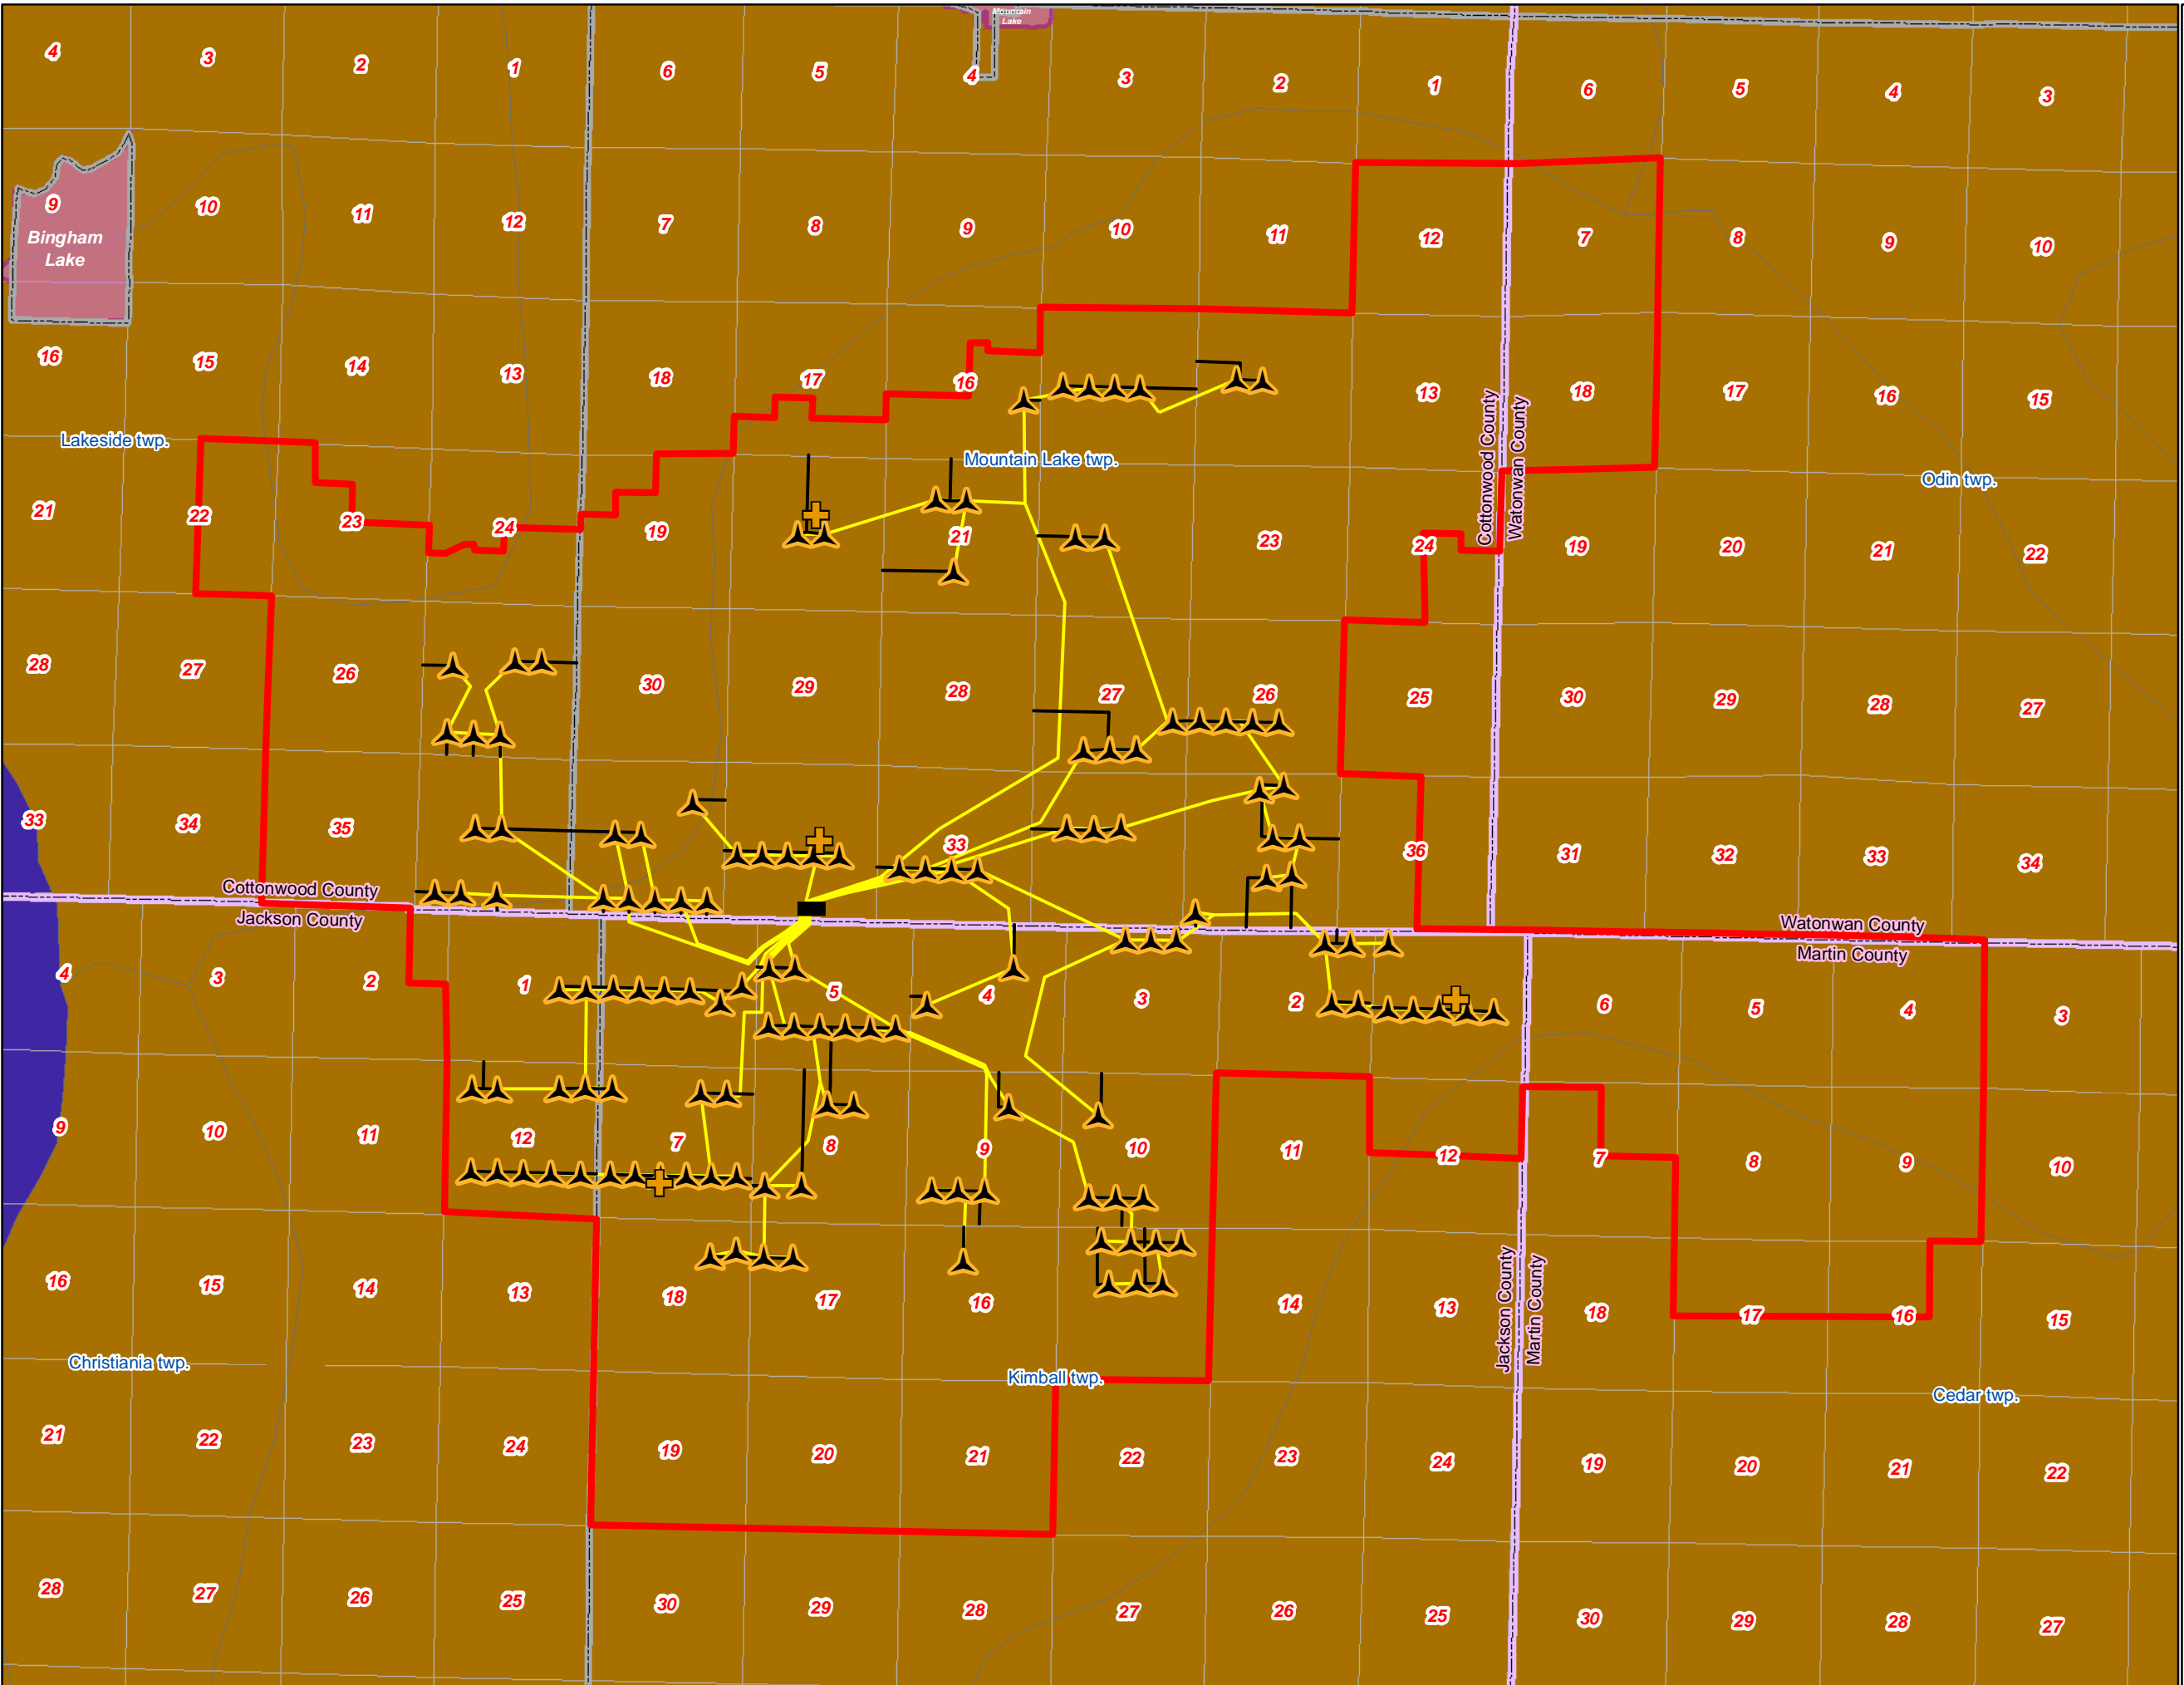 Mountain
Lake
4 3 2 1 6 5 4 3 2 1 6 5 4 3
9 10 11 12 7 8 9 10 11 12 7 8 9 10
Bingham
Lake
16 15 14 13 18 17 16 13 18 17 16 15
Cottonwood County
Watonwan County
Lakeside twp.
Mountain Lake twp.
Odin twp.
21 22 23 24 19 21 23 24 19 20 21 22
28 27 26 30 29 28 27 26 25 30 29 28 27
33 34 35 33 36 31 32 33 34
Cottonwood County
Jackson County
Watonwan County
Martin County
4 3 2 1 5 4 3 2 6 5 4 3
9 10 11 12 7 8 9 10 11 12 7 8 9 10
16 15 14 13 18 17 16 14 13 18 17 16 15
Jackson County
Martin County
Christiania twp.
Kimball twp.
Cedar twp.
21 22 23 24 19 20 21 22 23 24 19 20 21 22
28 27 26 25 30 29 28 27 26 25 30 29 28 27